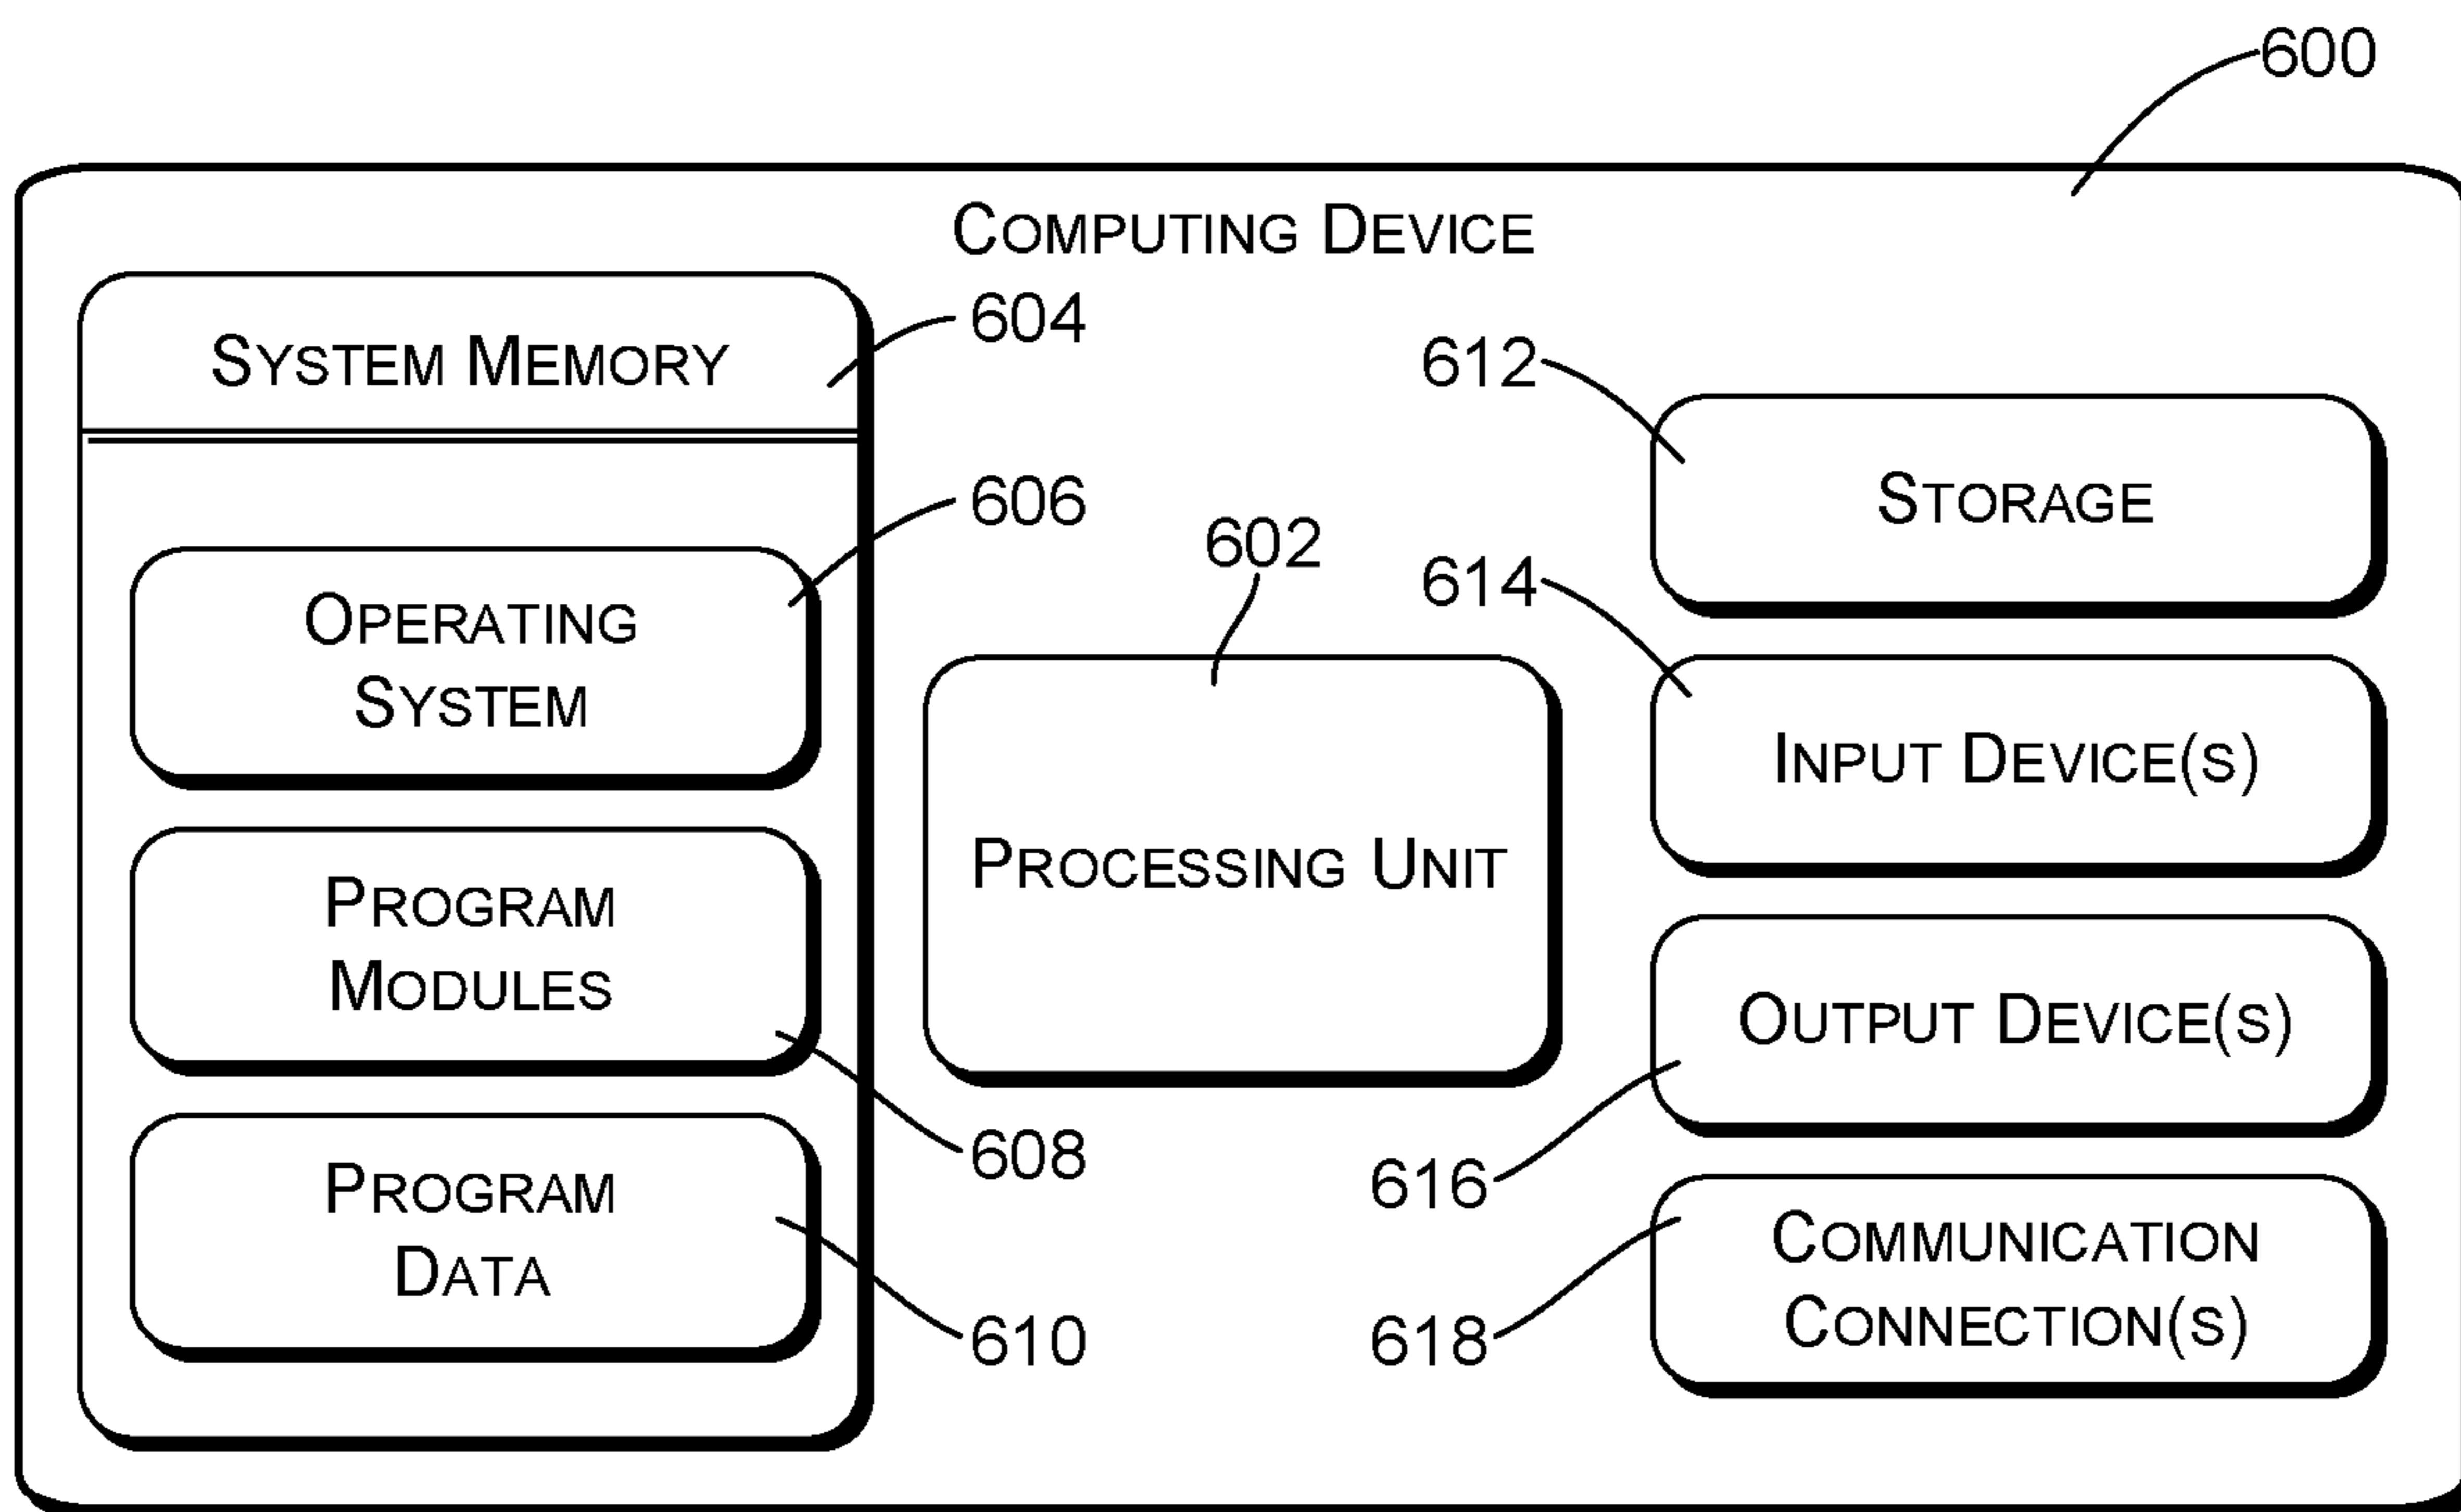 600
COMPUTING DEVICE
SYSTEM MEMORY
604
606
OPERATING
SYSTEM
PROGRAM
MODULES
608
PROGRAM
DATA
610
602
PROCESSING UNIT
612
STORAGE
614
INPUT DEVICE(S)
OUTPUT DEVICE(S)
616
COMMUNICATION
CONNECTION(S)
618